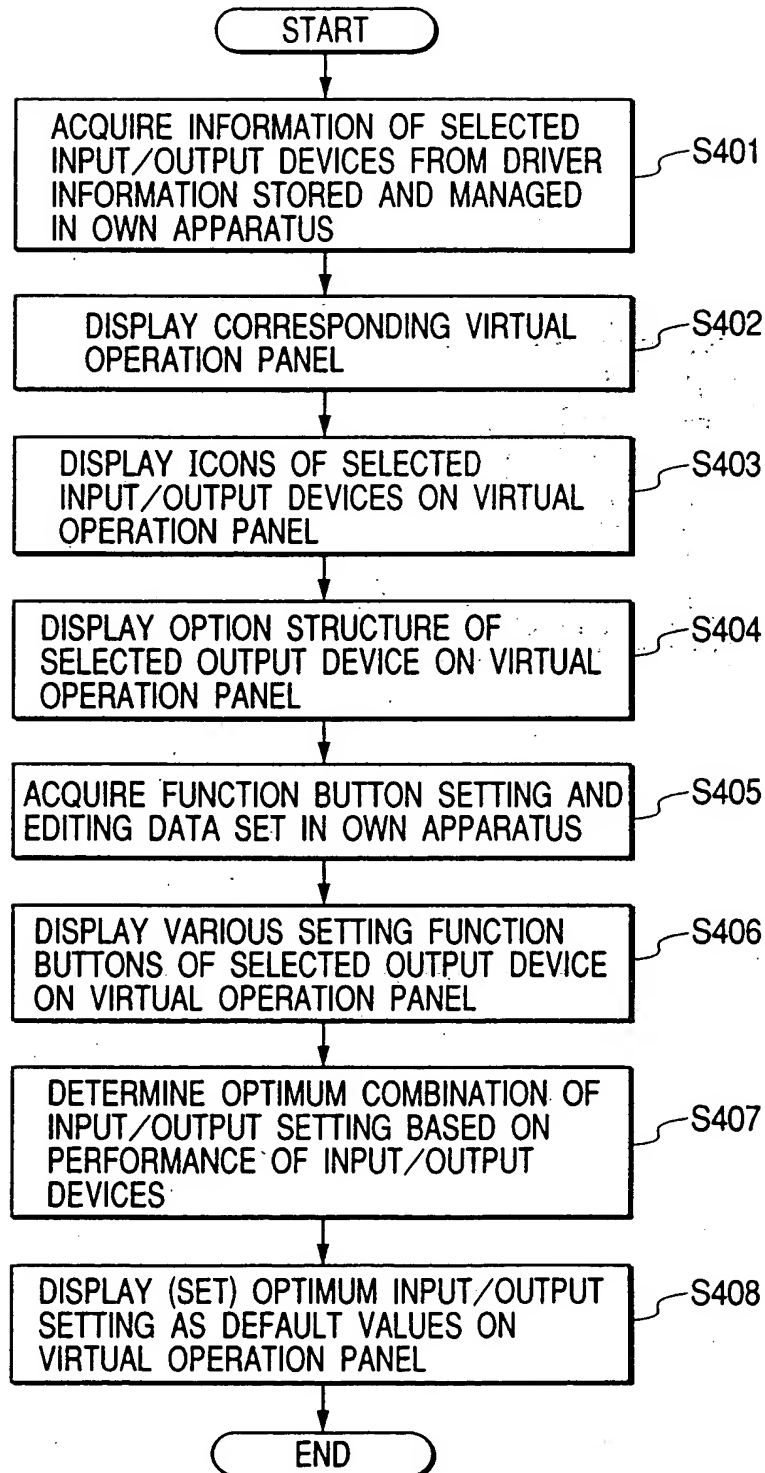 START
ACQUIRE INFORMATION OF SELECTED
INPUT/OUTPUT DEVICES FROM DRIVER
INFORMATION STORED AND MANAGED
IN OWN APPARATUS
S401
DISPLAY CORRESPONDING VIRTUAL
OPERATION PANEL
S402
DISPLAY ICONS OF SELECTED
INPUT/OUTPUT DEVICES ON VIRTUAL
OPERATION PANEL
S403
DISPLAY OPTION STRUCTURE OF
SELECTED OUTPUT DEVICE ON VIRTUAL
OPERATION PANEL
S404
ACQUIRE FUNCTION BUTTON SETTING AND
EDITING DATA SET IN OWN APPARATUS
S405
DISPLAY VARIOUS SETTING FUNCTION
BUTTONS OF SELECTED OUTPUT DEVICE
ON VIRTUAL OPERATION PANEL
S406
DETERMINE OPTIMUM COMBINATION OF
INPUT/OUTPUT SETTING BASED ON
PERFORMANCE OF INPUT/OUTPUT
DEVICES
S407
DISPLAY (SET) OPTIMUM INPUT/OUTPUT
SETTING AS DEFAULT VALUES ON
VIRTUAL OPERATION PANEL
S408
END